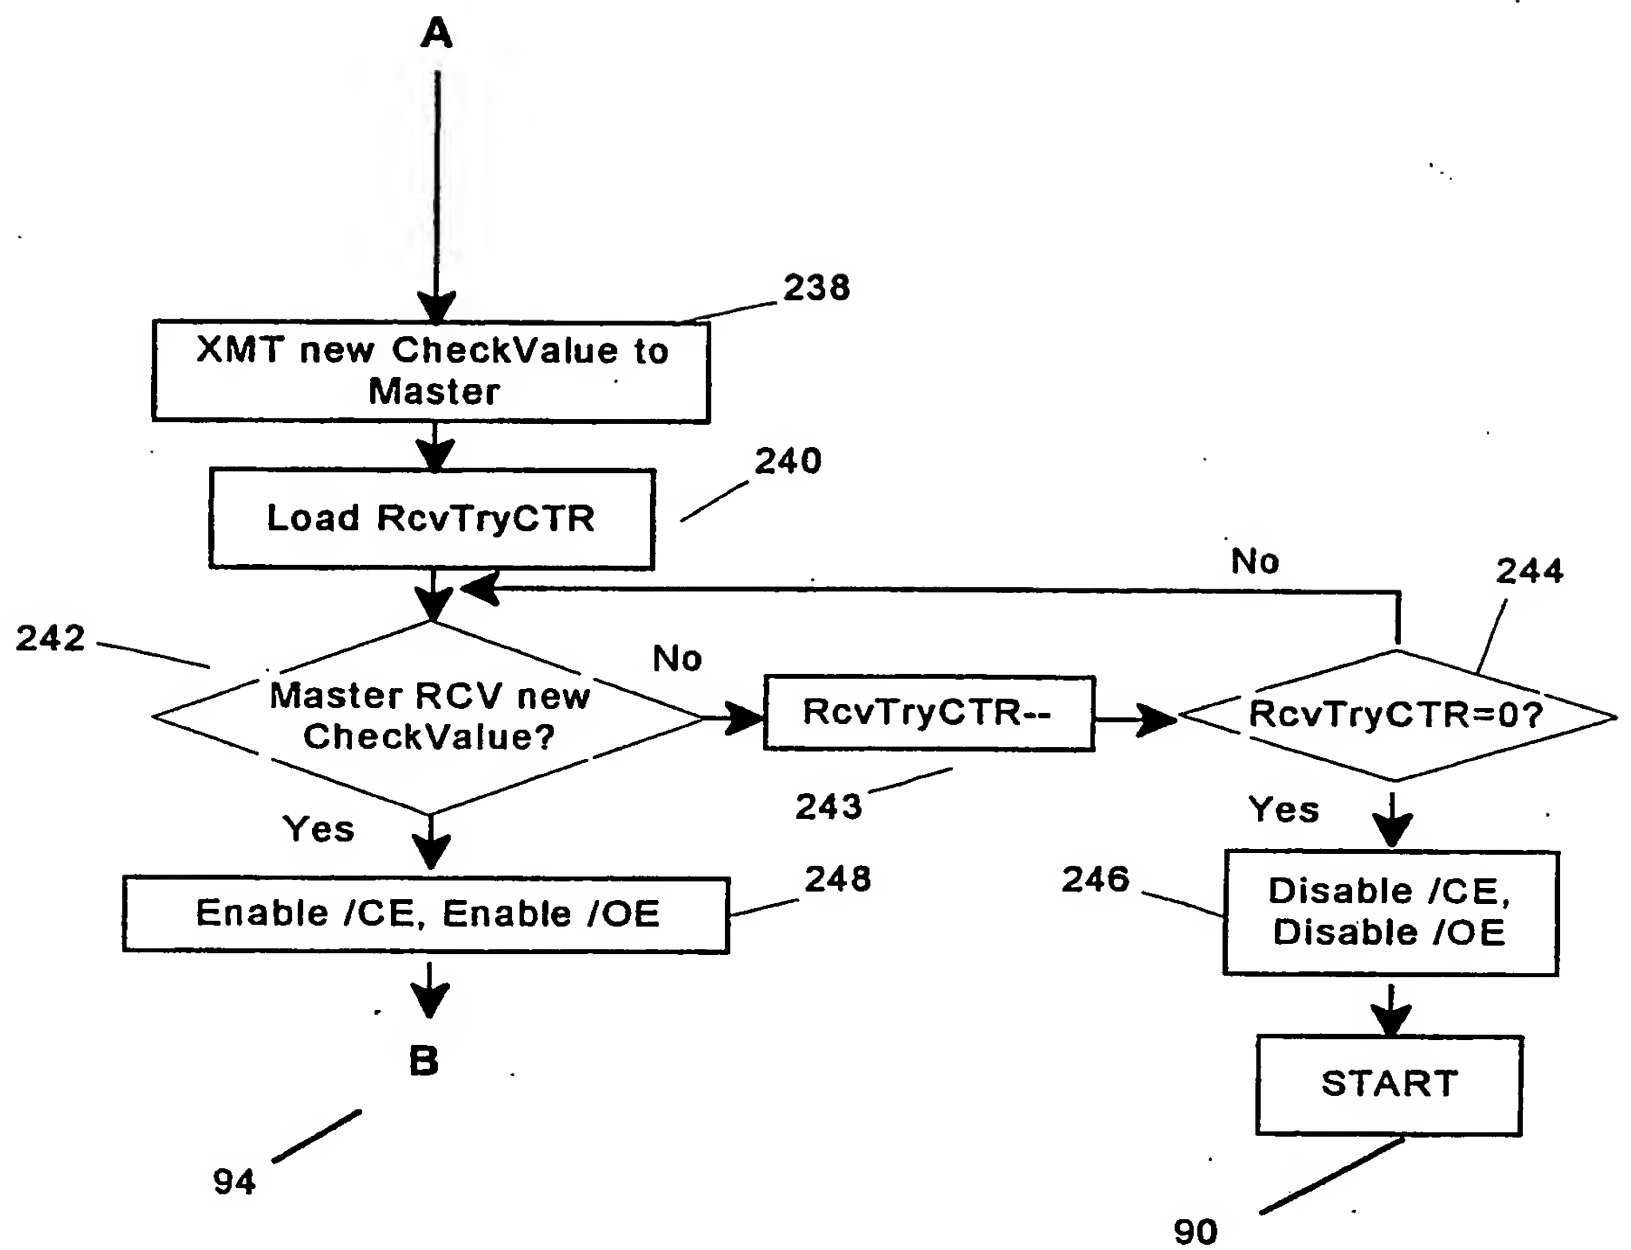 A
238
XMT new CheckValue to
Master
240
Load RcvTryCTR
No
244
242
No
Master RCV new
CheckValue?
RcvTryCTR--
RcvTryCTR=0?
243
Yes
Yes
248
246
Enable /CE, Enable /OE
Disable /CE,
Disable /OE
B
START
94
90